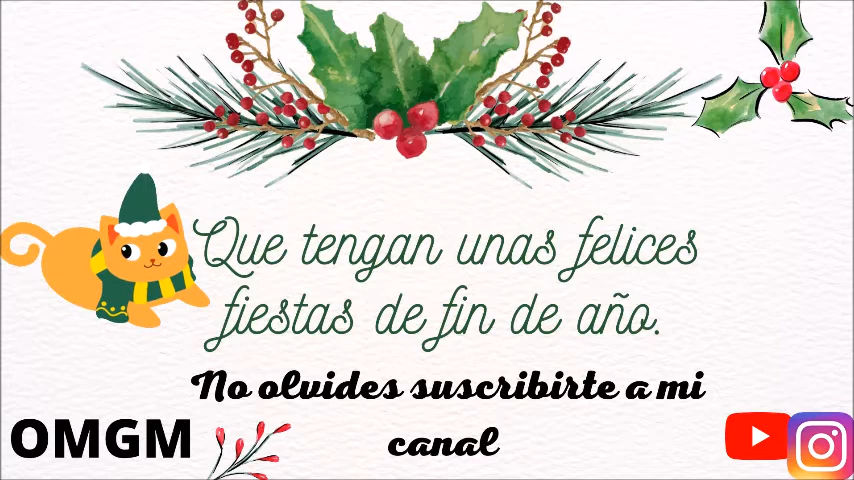 Que tengan unas felices
fiestas de fin de año.
No olvides suscribirte a mi
canal
OMGM